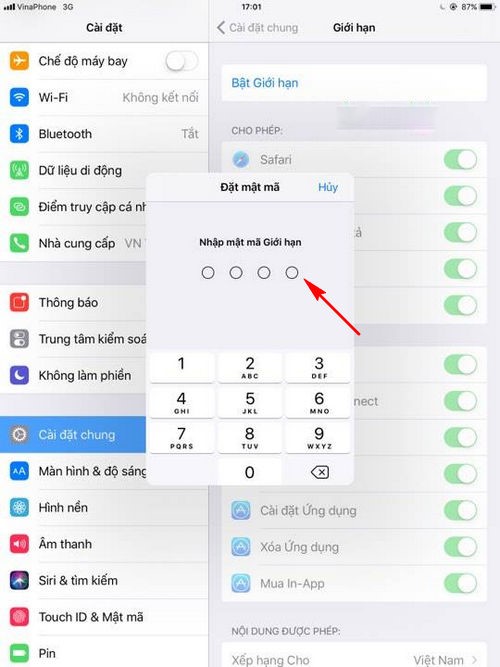 VinaPhone 3G 17:01 87%
Cài đặt
Cài đặt chung Giới hạn
Chế độ máy bay
Wi-Fi Không kết nối
Bluetooth Tắt
Dữ liệu di động
Điểm truy cập cá nh
Nhà cung cấp VN
Thông báo
Trung tâm kiểm soá
Không làm phiền
Cài đặt chung
Màn hình & độ sáng
Hình nền
Âm thanh
Siri & tìm kiếm
Touch ID & Mật mã
Pin
Bật Giới hạn
CHO PHÉP:
Safari
Đặt mật mã Hủy
Nhập mật mã Giới hạn
1
2 ABC
3 DEF
4 GHI
5 JKL
6 MNO
7 PQRS
8 TUV
9 WXYZ
0
nect
Cài đặt Ứng dụng
Xóa Ứng dụng
Mua In-App
NỘI DUNG ĐƯỢC PHÉP:
Xếp hạng Cho Việt Nam